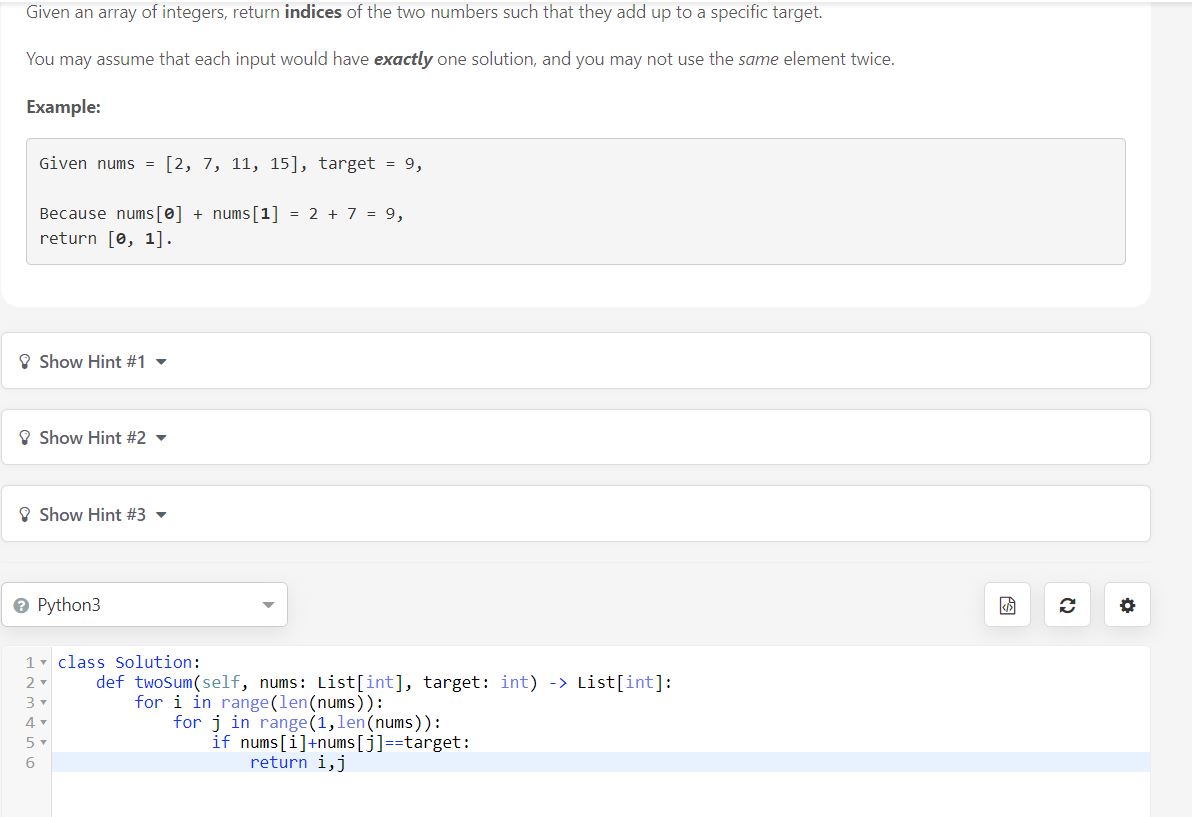 Given an array of integers, return indices of the two numbers such that they add up to a specific target.
You may assume that each input would have exactly one solution, and you may not use the same element twice.
Example:
Given nums = [2, 7, 11, 15], target = 9,
Because nums[0] + nums[1] = 2 + 7 = 9,
return [0, 1].
Show Hint #1
Show Hint #2
Show Hint #3
Python3
1 class Solution:
2     def twoSum(self, nums: List[int], target: int) -> List[int]:
3         for i in range(len(nums)):
4             for j in range(1,len(nums)):
5                 if nums[i]+nums[j]==target:
6                     return i,j